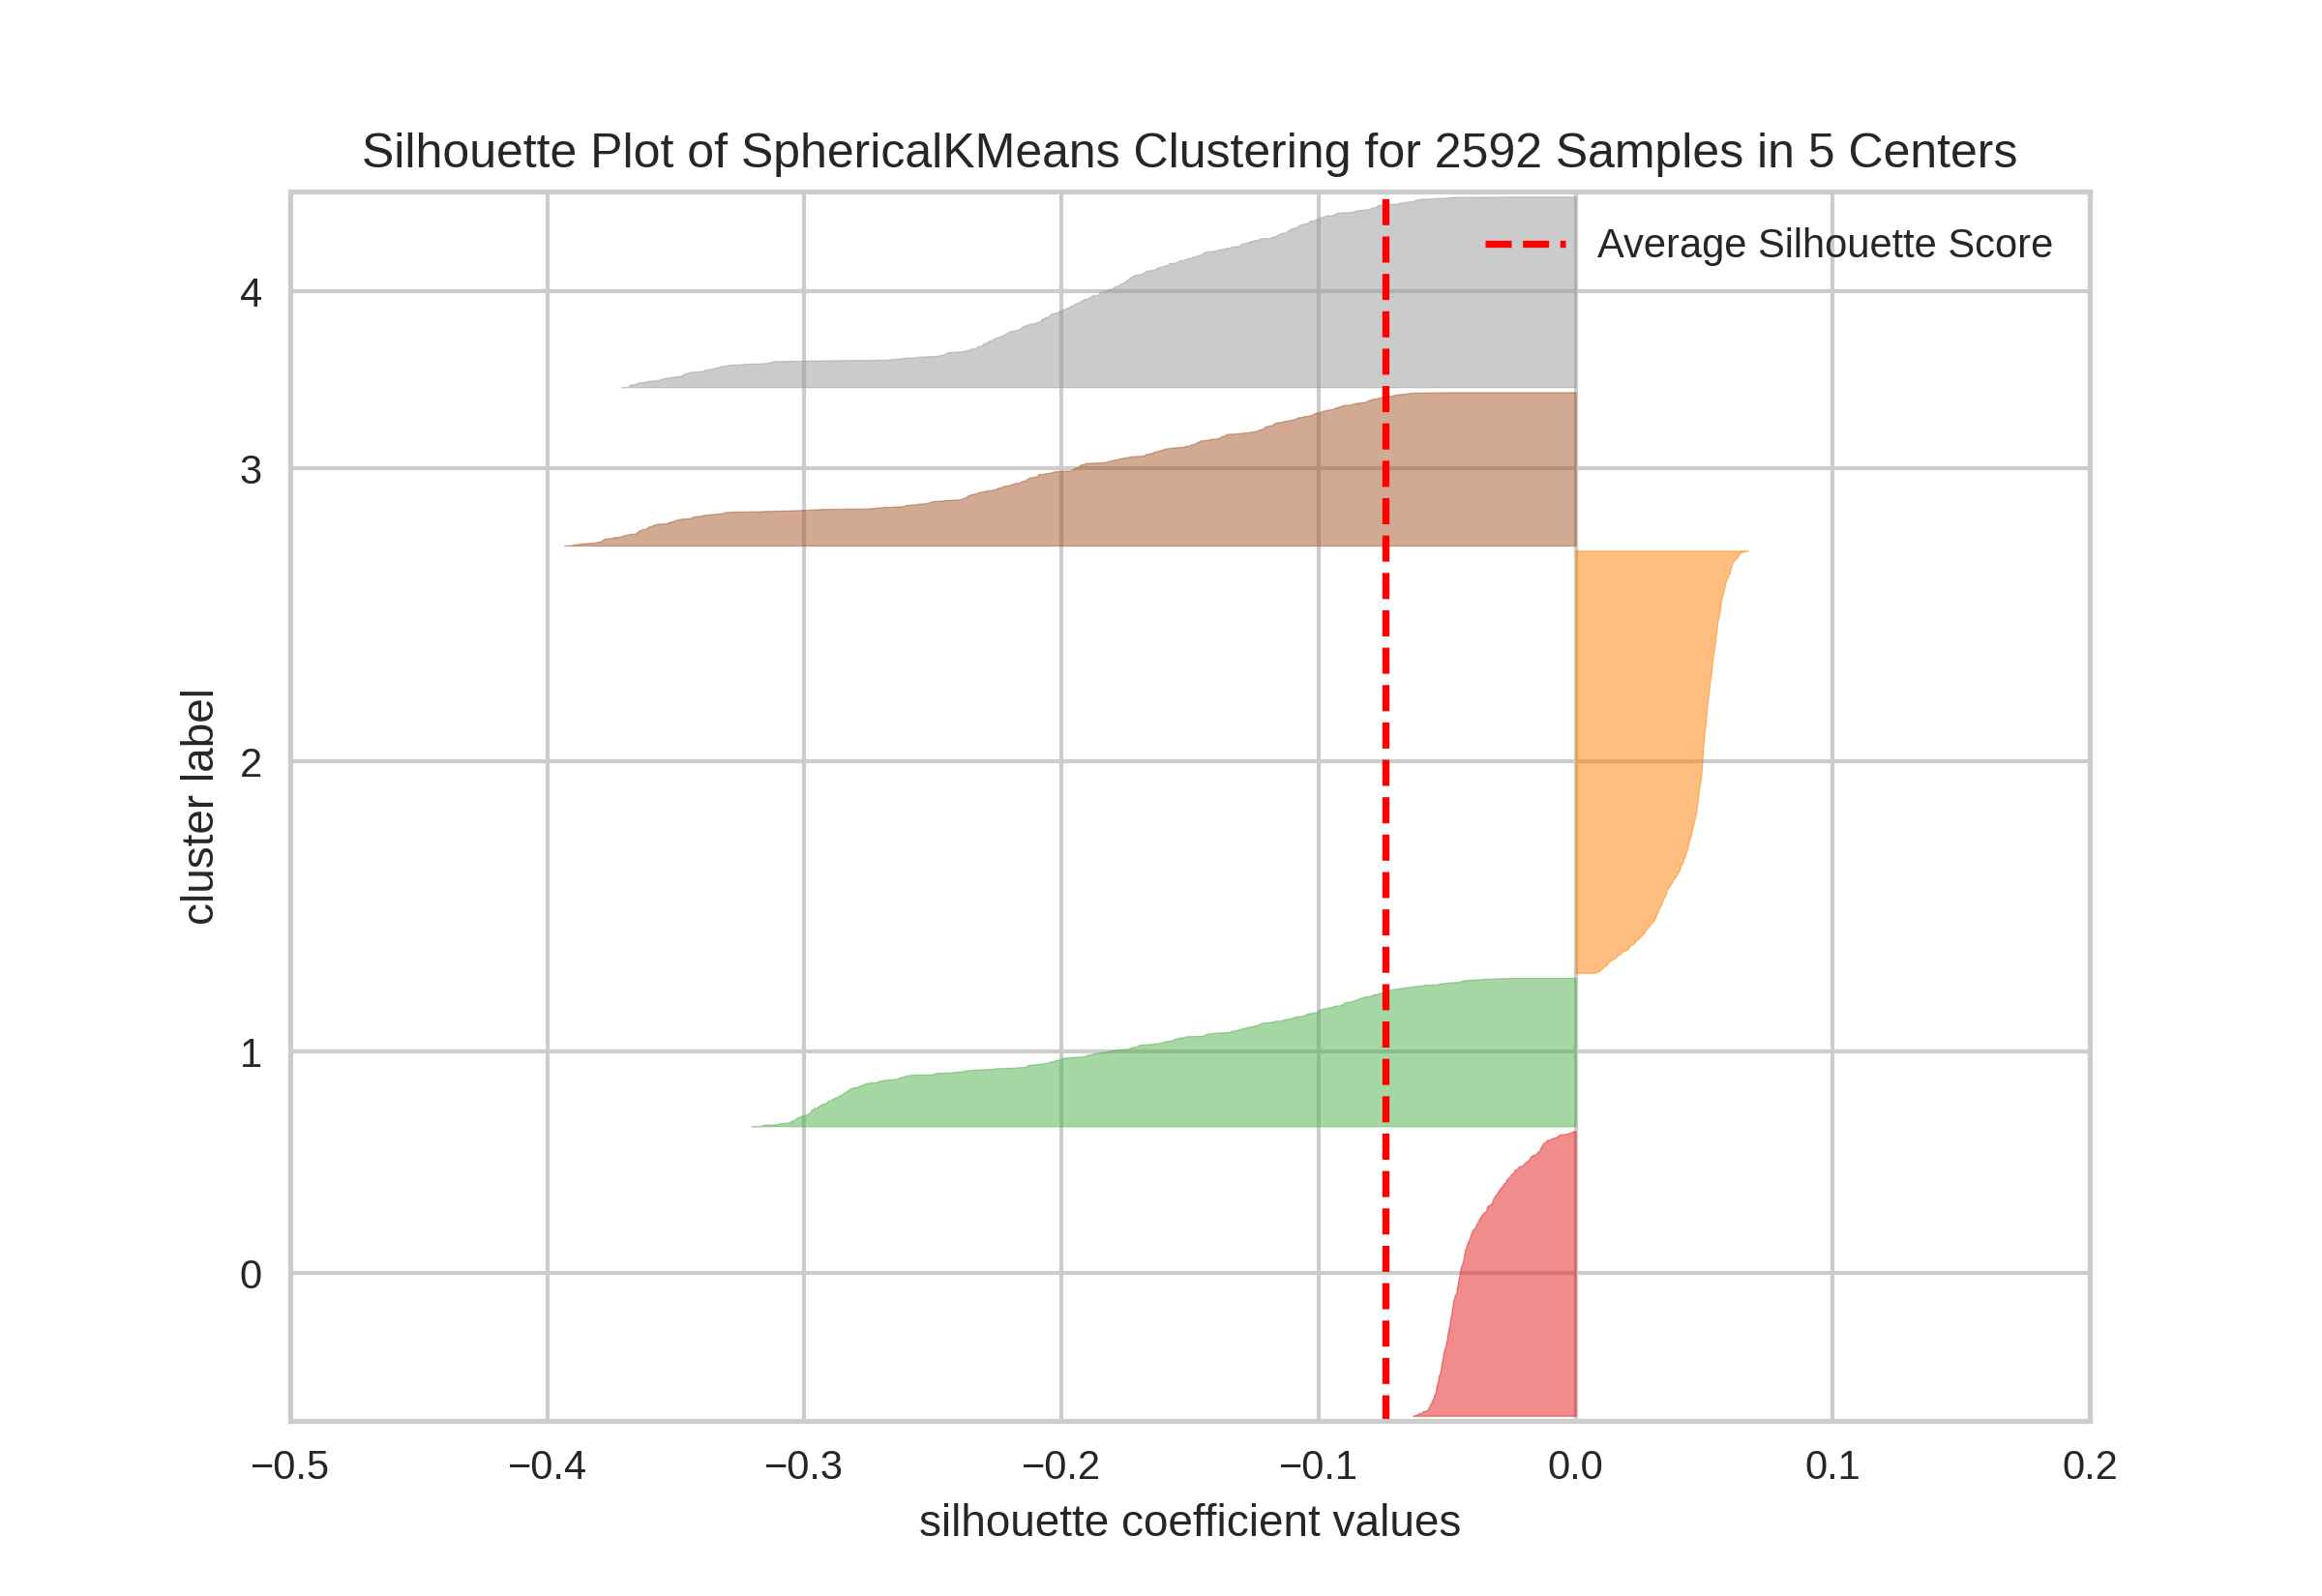 Silhouette Plot of SphericalKMeans Clustering for 2592 Samples in 5 Centers
Average Silhouette Score
4
3
2
1
0
cluster label
−0.5 −0.4 −0.3 −0.2 −0.1 0.0 0.1 0.2
silhouette coefficient values